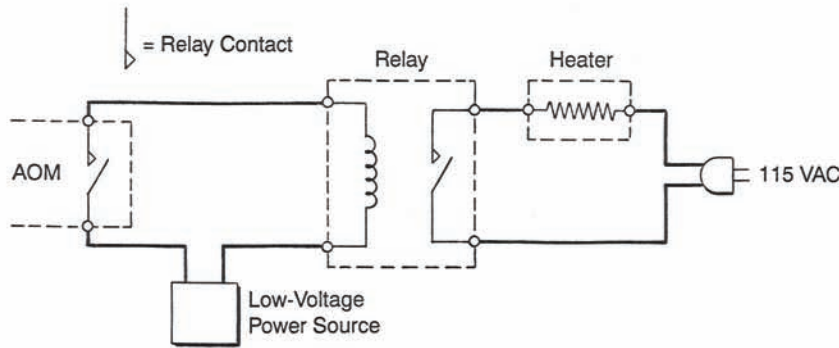 = Relay Contact
Relay
Heater
AOM
115 VAC
Low-Voltage
Power Source